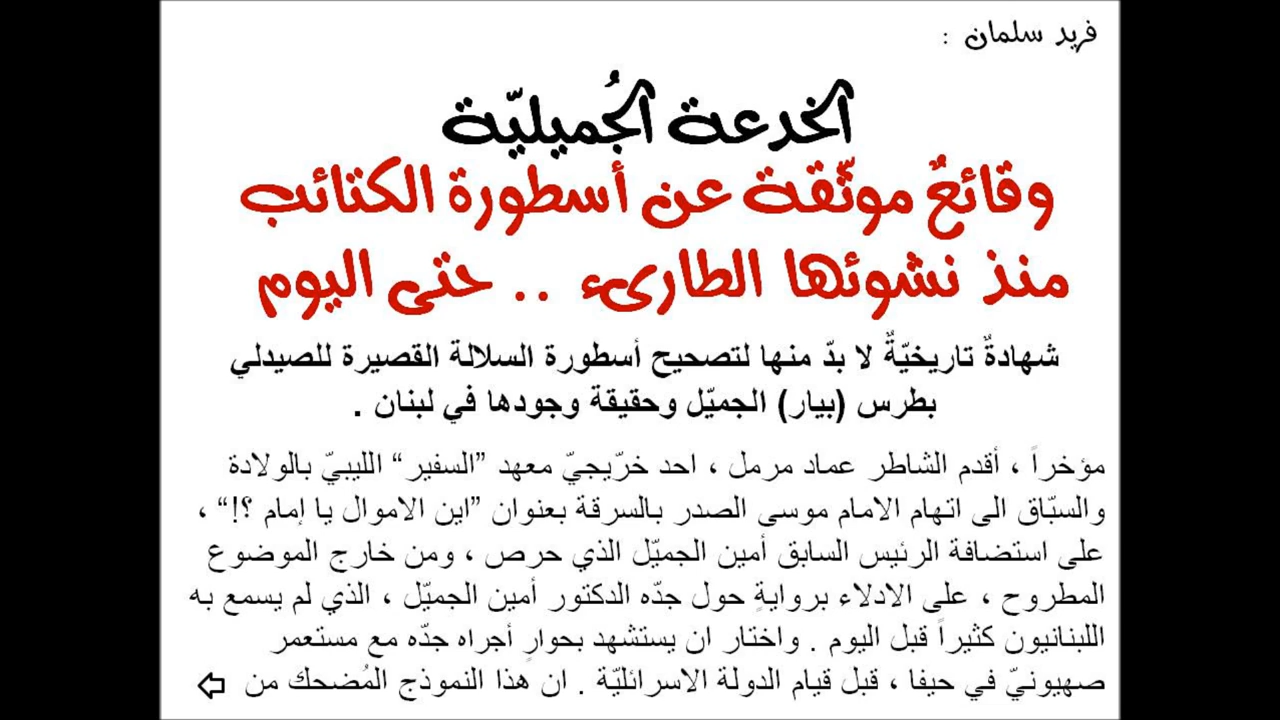 فريد سلمان :
الخدعة الجُميليّة
وقائعٌ موثّقة عن أسطورة الكتائب
منذ نشوئها الطارىء .. حتى اليوم
شهادةٌ تاريخيّةٌ لا بدّ منها لتصحيح أسطورة السلالة القصيرة للصيدلي
بطرس (بيار) الجميّل وحقيقة وجودها في لبنان .
مؤخراً ، أقدم الشاطر عماد مرمل ، احد خرّيجيّ معهد "السفير" الليبيّ بالولادة
والسبّاق الى اتهام الامام موسى الصدر بالسرقة بعنوان "اين الاموال يا إمام ؟!" ،
على استضافة الرئيس السابق أمين الجميّل الذي حرص ، ومن خارج الموضوع
المطروح ، على الادلاء بروايةٍ حول جدّه الدكتور أمين الجميّل ، الذي لم يسمع به
اللبنانيون كثيراً قبل اليوم . واختار ان يستشهد بحوارٍ أجراه جدّه مع مستعمر
صهيونيّ في حيفا ، قبل قيام الدولة الاسرائليّة . ان هذا النموذج المُضحك من